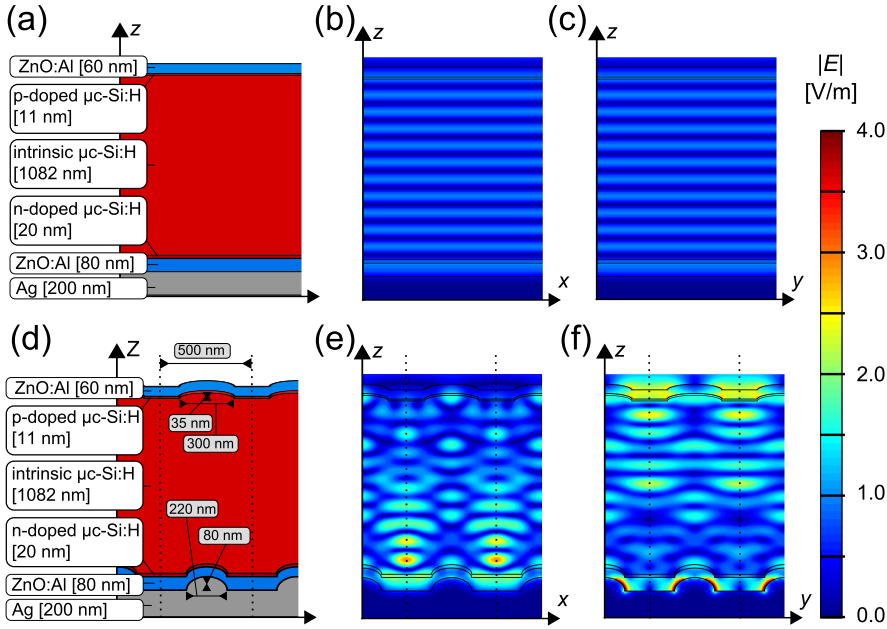 (a)
z
ZnO:Al [60 nm]
p-doped µc-Si:H
[11 nm]
intrinsic µc-Si:H
[1082 nm]
n-doped µc-Si:H
[20 nm]
ZnO:Al [80 nm]
Ag [200 nm]
(b)
z
x
(c)
z
y
|E|
[V/m]
4.0
3.0
2.0
1.0
0.0
(d)
Z
500 nm
ZnO:Al [60 nm]
p-doped µc-Si:H
[11 nm]
35 nm
300 nm
intrinsic µc-Si:H
[1082 nm]
220 nm
80 nm
n-doped µc-Si:H
[20 nm]
ZnO:Al [80 nm]
Ag [200 nm]
(e)
z
x
(f)
z
y